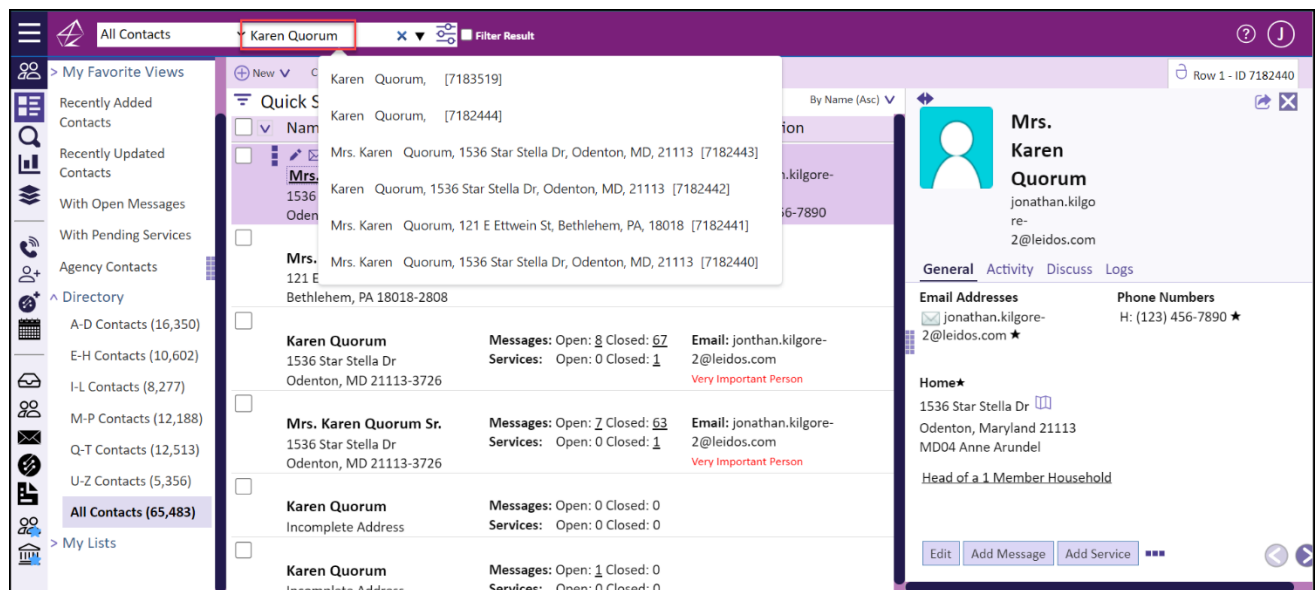 All Contacts
Karen Quorum
Filter Result
J
> My Favorite Views
Recently Added
Contacts
Recently Updated
Contacts
With Open Messages
With Pending Services
Agency Contacts
Directory
A-D Contacts (16,350)
E-H Contacts (10,602)
I-L Contacts (8,277)
M-P Contacts (12,188)
Q-T Contacts (12,513)
U-Z Contacts (5,356)
All Contacts (65,483)
> My Lists
New
Quick S
By Name (Asc)
Nam
ion
Karen Quorum, [7183519]
Karen Quorum, [7182444]
Mrs. Karen Quorum, 1536 Star Stella Dr, Odenton, MD, 21113 [7182443]
Karen Quorum, 1536 Star Stella Dr, Odenton, MD, 21113 [7182442]
Mrs. Karen Quorum, 121 E Ettwein St, Bethlehem, PA, 18018 [7182441]
Mrs. Karen Quorum, 1536 Star Stella Dr, Odenton, MD, 21113 [7182440]
Mrs.
1536
Oden
n.kilgore-
56-7890
Mrs.
121 E
Bethlehem, PA 18018-2808
Karen Quorum Messages: Open: 8 Closed: 67 Email: jonthan.kilgore-
1536 Star Stella Dr Services: Open: 0 Closed: 1 2@leidos.com
Odenton, MD 21113-3726 Very Important Person
Mrs. Karen Quorum Sr. Messages: Open: 7 Closed: 63 Email: jonathan.kilgore-
1536 Star Stella Dr Services: Open: 0 Closed: 1 2@leidos.com
Odenton, MD 21113-3726 Very Important Person
Karen Quorum Messages: Open: 0 Closed: 0
Incomplete Address Services: Open: 0 Closed: 0
Karen Quorum Messages: Open: 1 Closed: 0
Incomplete Address Services: Open: 0 Closed: 0
Row 1 - ID 7182440
Mrs.
Karen
Quorum
jonathan.kilgo
re-
2@leidos.com
General Activity Discuss Logs
Email Addresses Phone Numbers
jonathan.kilgore- H: (123) 456-7890 ★
2@leidos.com ★
Home★
1536 Star Stella Dr
Odenton, Maryland 21113
MD04 Anne Arundel
Head of a 1 Member Household
Edit Add Message Add Service